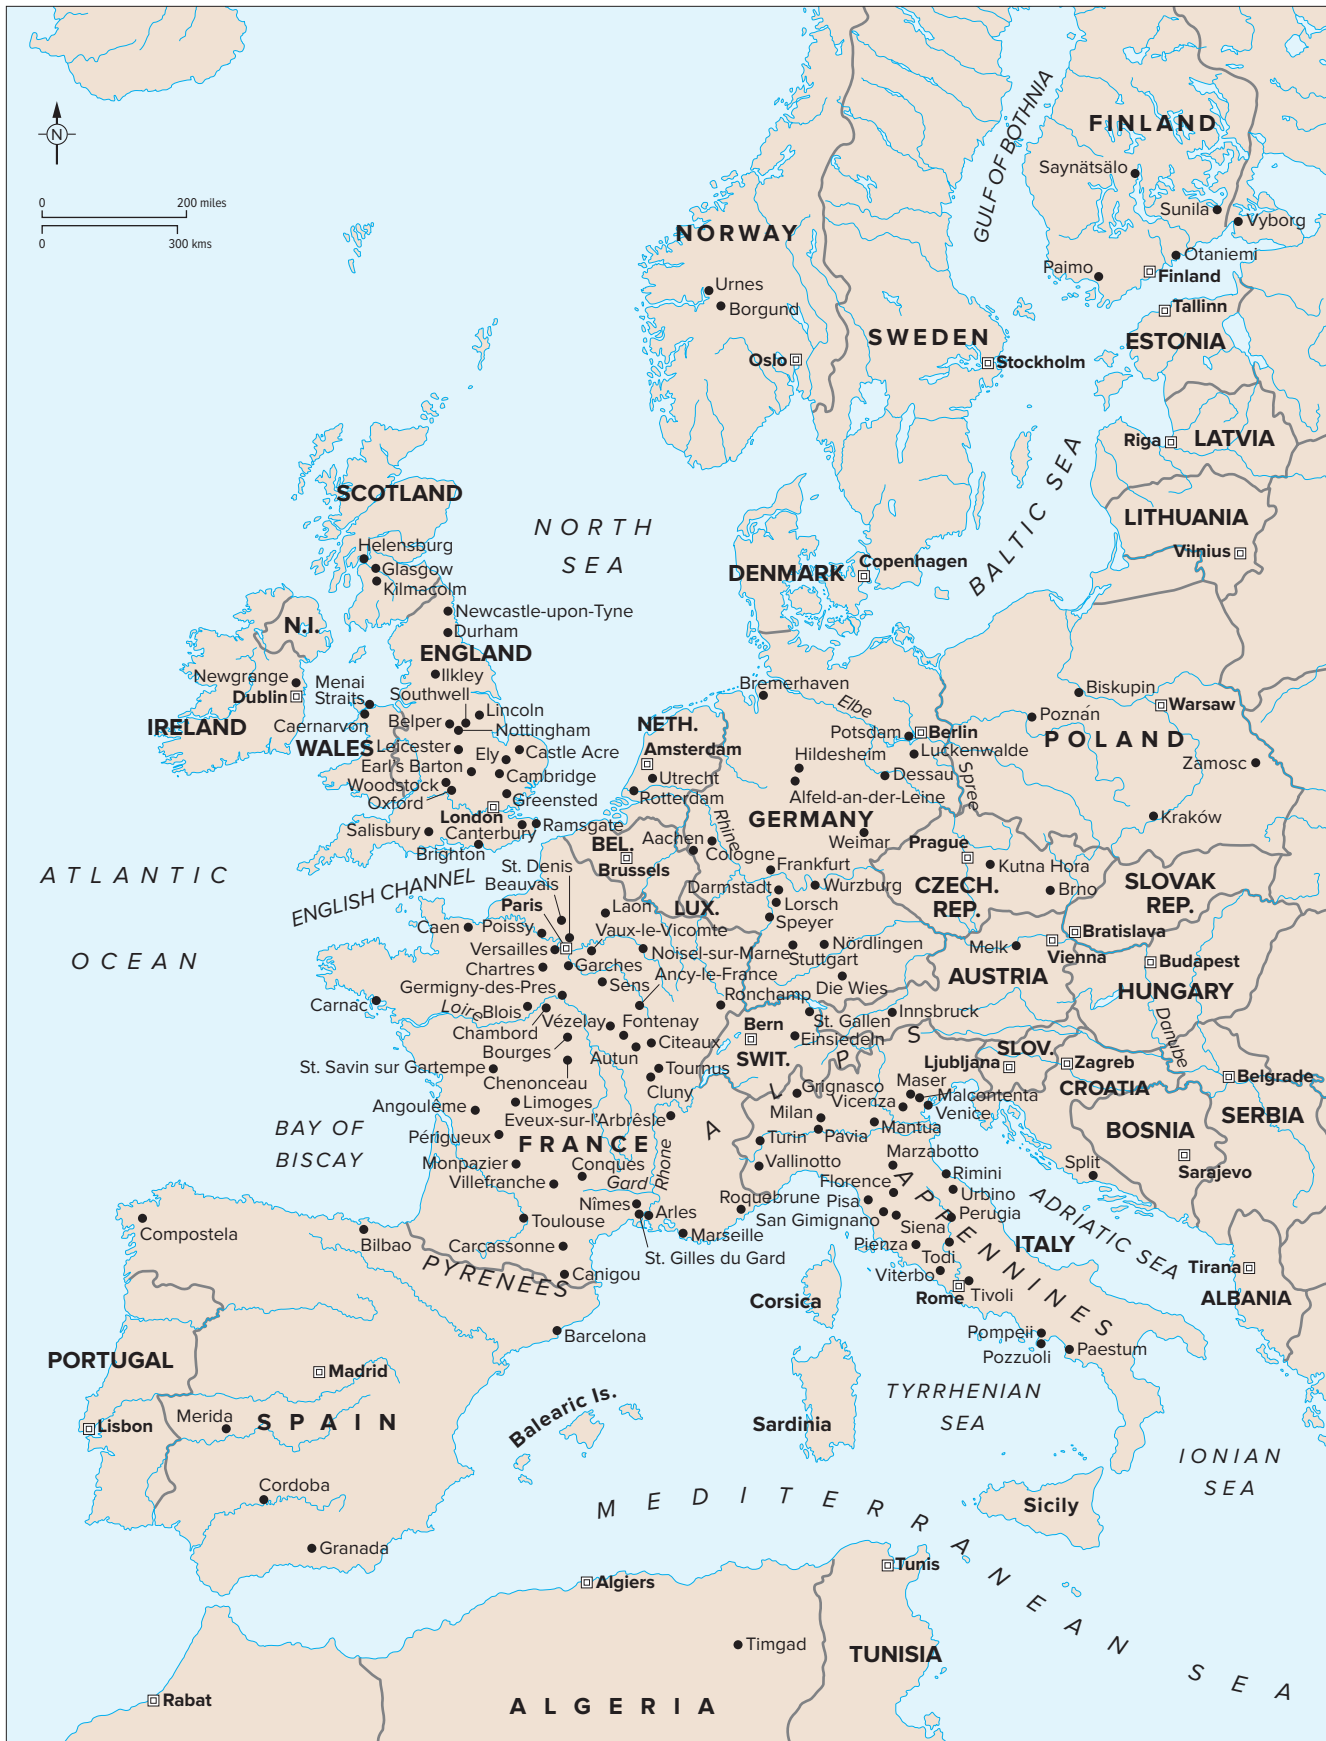 N
0 200 miles
0 300 kms
FINLAND
GULF OF BOTHNIA
Saynätsälo
Sunila
Vyborg
Otaniemi
Paimo
Finland
NORWAY
Urnes
Borgund
Oslo
SWEDEN
Stockholm
Tallinn
ESTONIA
Riga
LATVIA
BALTIC SEA
LITHUANIA
Vilnius
SCOTLAND
NORTH
SEA
Helensburg
Glasgow
Kilmacolm
DENMARK
Copenhagen
N.I.
Newcastle-upon-Tyne
Durham
ENGLAND
Ilkley
Newgrange
Dublin
IRELAND
Menai
Straits
Caernarvon
WALES
Southwell
Lincoln
Belper
Nottingham
Leicester
Ely
Castle Acre
Earl's Barton
Cambridge
Woodstock
Oxford
Greensted
London
Salisbury
Canterbury
Ramsgate
Brighton
NETH.
Amsterdam
Utrecht
Rotterdam
Bremerhaven
Elbe
Potsdam
Berlin
Luckenwalde
Hildesheim
Dessau
Spree
Alfeld-an-der-Leine
GERMANY
Weimar
Rhine
Aachen
Cologne
BEL.
Brussels
LUX.
Frankfurt
Darmstadt
Wurzburg
Lorsch
Speyer
Nördlingen
Stuttgart
Die Wies
Biskupin
Warsaw
Poznán
POLAND
Zamosc
Kraków
Prague
Kutna Hora
CZECH.
REP.
Brno
SLOVAK
REP.
Bratislava
Melk
Vienna
AUSTRIA
Budapest
HUNGARY
Danube
Innsbruck
ATLANTIC
OCEAN
ENGLISH CHANNEL
St. Denis
Beauvais
Paris
Laon
Caen
Poissy
Vaux-le-Vicomte
Versailles
Noisel-sur-Marne
Chartres
Garches
Ancy-le-France
Germigny-des-Pres
Sens
Ronchamp
Carnac
Loire
Blois
Vézelay
Fontenay
Chambord
Citeaux
Bourges
Autun
St. Savin sur Gartempe
Tournus
Chenonceau
Cluny
Limoges
Angoulême
Eveux-sur-l'Arbrêsle
Périgueux
FRANCE
BAY OF
BISCAY
Monpazier
Conques
Villefranche
Gard
Rhone
Nîmes
Arles
Toulouse
St. Gilles du Gard
Marseille
Roquebrune
Carcassonne
Canigou
PYRENEES
Bern
SWIT.
St. Gallen
Einsiedeln
ALPS
SLOV.
Ljubljana
Zagreb
CROATIA
Belgrade
SERBIA
BOSNIA
Sarajevo
Split
Grignasco
Maser
Malcontenta
Vicenza
Venice
Milan
Mantua
Turin
Pavia
Vallinotto
Marzabotto
Rimini
Florence
Urbino
Pisa
Perugia
San Gimignano
Siena
Pienza
Todi
Viterbo
Rome
Tivoli
APPENNINES
ITALY
ADRIATIC SEA
Tirana
ALBANIA
Pompeii
Pozzuoli
Paestum
Corsica
Sardinia
TYRRHENIAN
SEA
IONIAN
SEA
Sicily
Compostela
Bilbao
Barcelona
PORTUGAL
Madrid
Lisbon
Merida
SPAIN
Balearic Is.
Cordoba
Granada
MEDITERRANEAN SEA
Algiers
Tunis
Timgad
TUNISIA
Rabat
ALGERIA